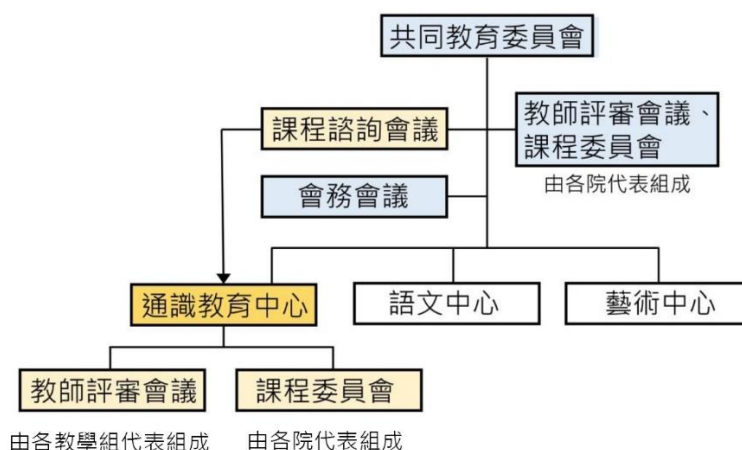 共同教育委員會
課程諮詢會議
教師評審會議、
課程委員會
由各院代表組成
會務會議
通識教育中心
語文中心
藝術中心
教師評審會議
課程委員會
由各教學組代表組成
由各院代表組成